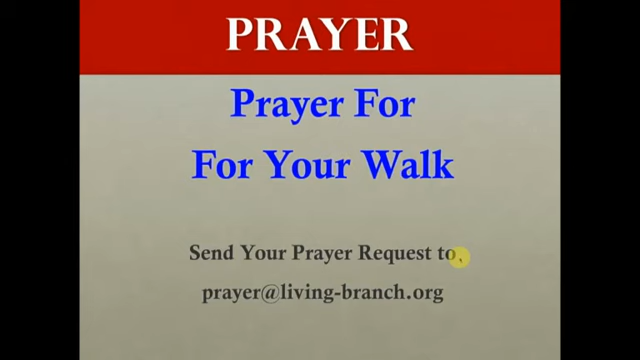 PRAYER
Prayer For
For Your Walk
Send Your Prayer Request to
prayer@living-branch.org